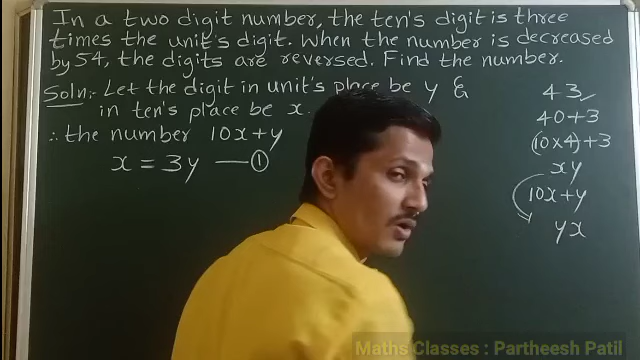 In a two digit number, the ten's digit is three
times the unit's digit. When the number is decreased
by 54, the digits are reversed. Find the number.
Soln:- Let the digit in unit's place be y &
in ten's place be x.
∴ the number 10x+y
x = 3y —①
43
40+3
(10×4)+3
xy
10x+y
yx
Maths Classes : Partheesh Patil